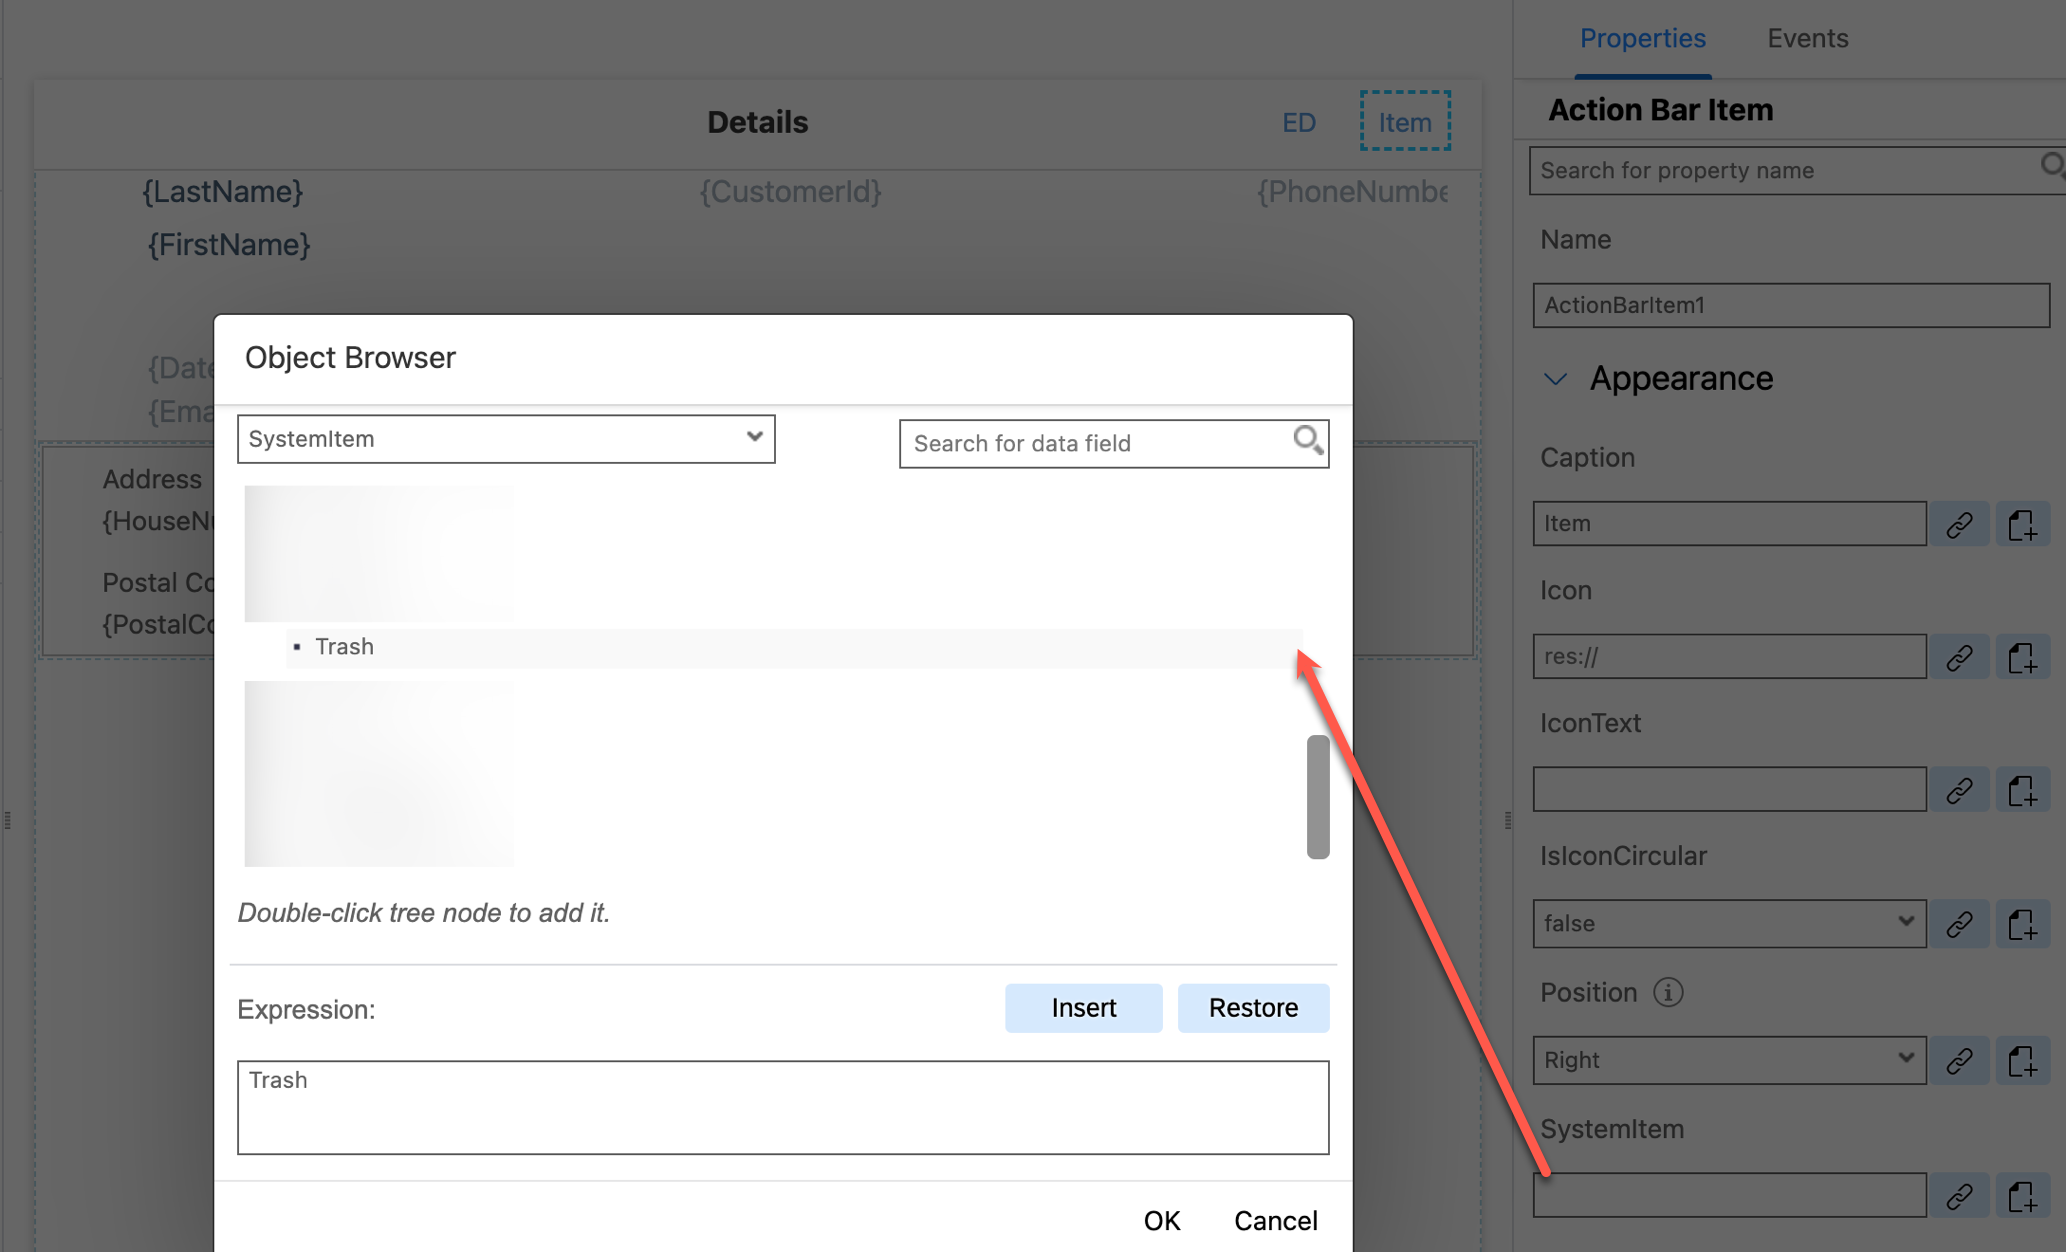 Properties Events
Details
ED
Item
Action Bar Item
Search for property name
{LastName}
{CustomerId}
{PhoneNumbe
{FirstName}
Name
ActionBarItem1
Object Browser
{Date
{Ema
Appearance
SystemItem
Search for data field
Caption
Address
{HouseNu
Item
Postal Co
{PostalCo
Icon
Trash
res://
IconText
IsIconCircular
Double-click tree node to add it.
false
Expression:
Insert
Restore
Position
Right
Trash
SystemItem
OK
Cancel